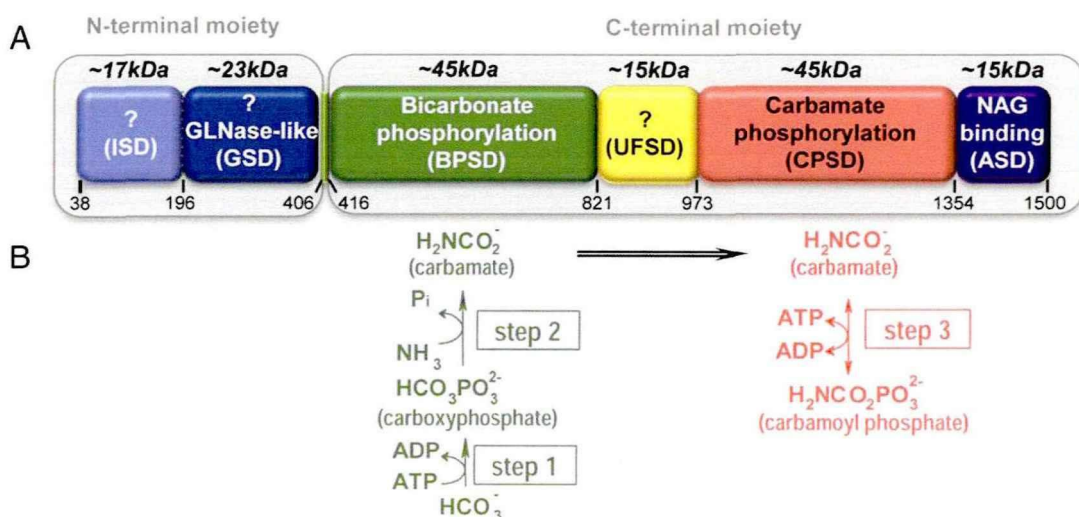 N-terminal moiety
C-terminal moiety
A
~17kDa
~23kDa
~45kDa
~15kDa
~45kDa
~15kDa
?
(ISD)
?
GLNase-like
(GSD)
Bicarbonate
phosphorylation
(BPSD)
?
(UFSD)
Carbamate
phosphorylation
(CPSD)
NAG
binding
(ASD)
38
196
406
416
821
973
1354
1500
B
H₂NCO₂⁻
(carbamate)
Pi
step 2
NH₃
HCO₃PO₃²⁻
(carboxyphosphate)
ADP
step 1
ATP
HCO₃⁻
H₂NCO₂⁻
(carbamate)
ATP
step 3
ADP
H₂NCO₂PO₃²⁻
(carbamoyl phosphate)